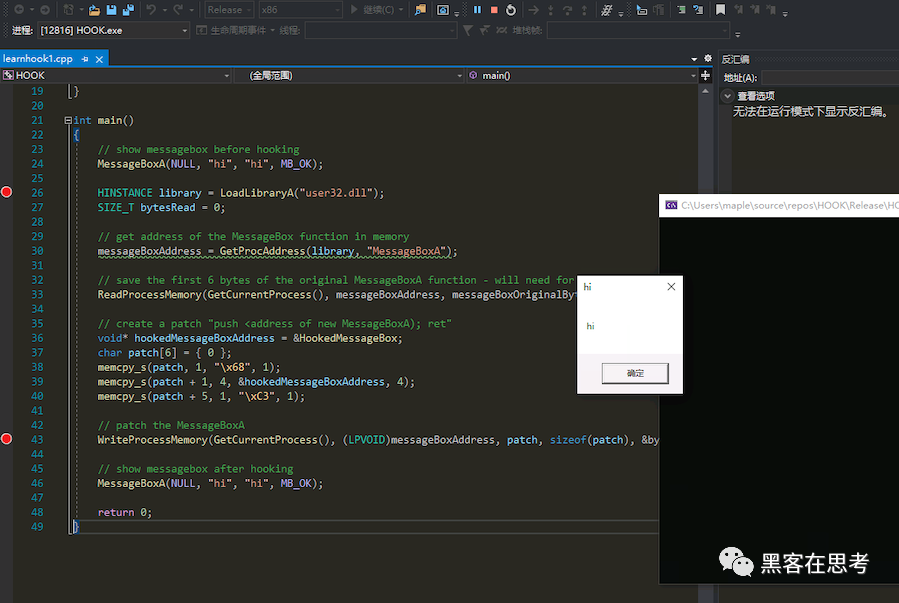 Release x86 继续(C)
进程: [12816] HOOK.exe 生命周期事件 线程: 堆栈帧:
learnhook1.cpp
HOOK (全局范围) main()
反汇编
地址(A):
查看选项
无法在运行模式下显示反汇编。
19 }
20
21 int main()
22 {
23 // show messagebox before hooking
24 MessageBoxA(NULL, "hi", "hi", MB_OK);
25
26 HINSTANCE library = LoadLibraryA("user32.dll");
27 SIZE_T bytesRead = 0;
28
29 // get address of the MessageBox function in memory
30 messageBoxAddress = GetProcAddress(library, "MessageBoxA");
31
32 // save the first 6 bytes of the original MessageBoxA function - will need for
33 ReadProcessMemory(GetCurrentProcess(), messageBoxAddress, messageBoxOriginalBy
34
35 // create a patch "push <address of new MessageBoxA); ret"
36 void* hookedMessageBoxAddress = &HookedMessageBox;
37 char patch[6] = { 0 };
38 memcpy_s(patch, 1, "\x68", 1);
39 memcpy_s(patch + 1, 4, &hookedMessageBoxAddress, 4);
40 memcpy_s(patch + 5, 1, "\xC3", 1);
41
42 // patch the MessageBoxA
43 WriteProcessMemory(GetCurrentProcess(), (LPVOID)messageBoxAddress, patch, sizeof(patch), &by
44
45 // show messagebox after hooking
46 MessageBoxA(NULL, "hi", "hi", MB_OK);
47
48 return 0;
49 }
C:\Users\maple\source\repos\HOOK\Release\HO
hi
hi
确定
黑客在思考